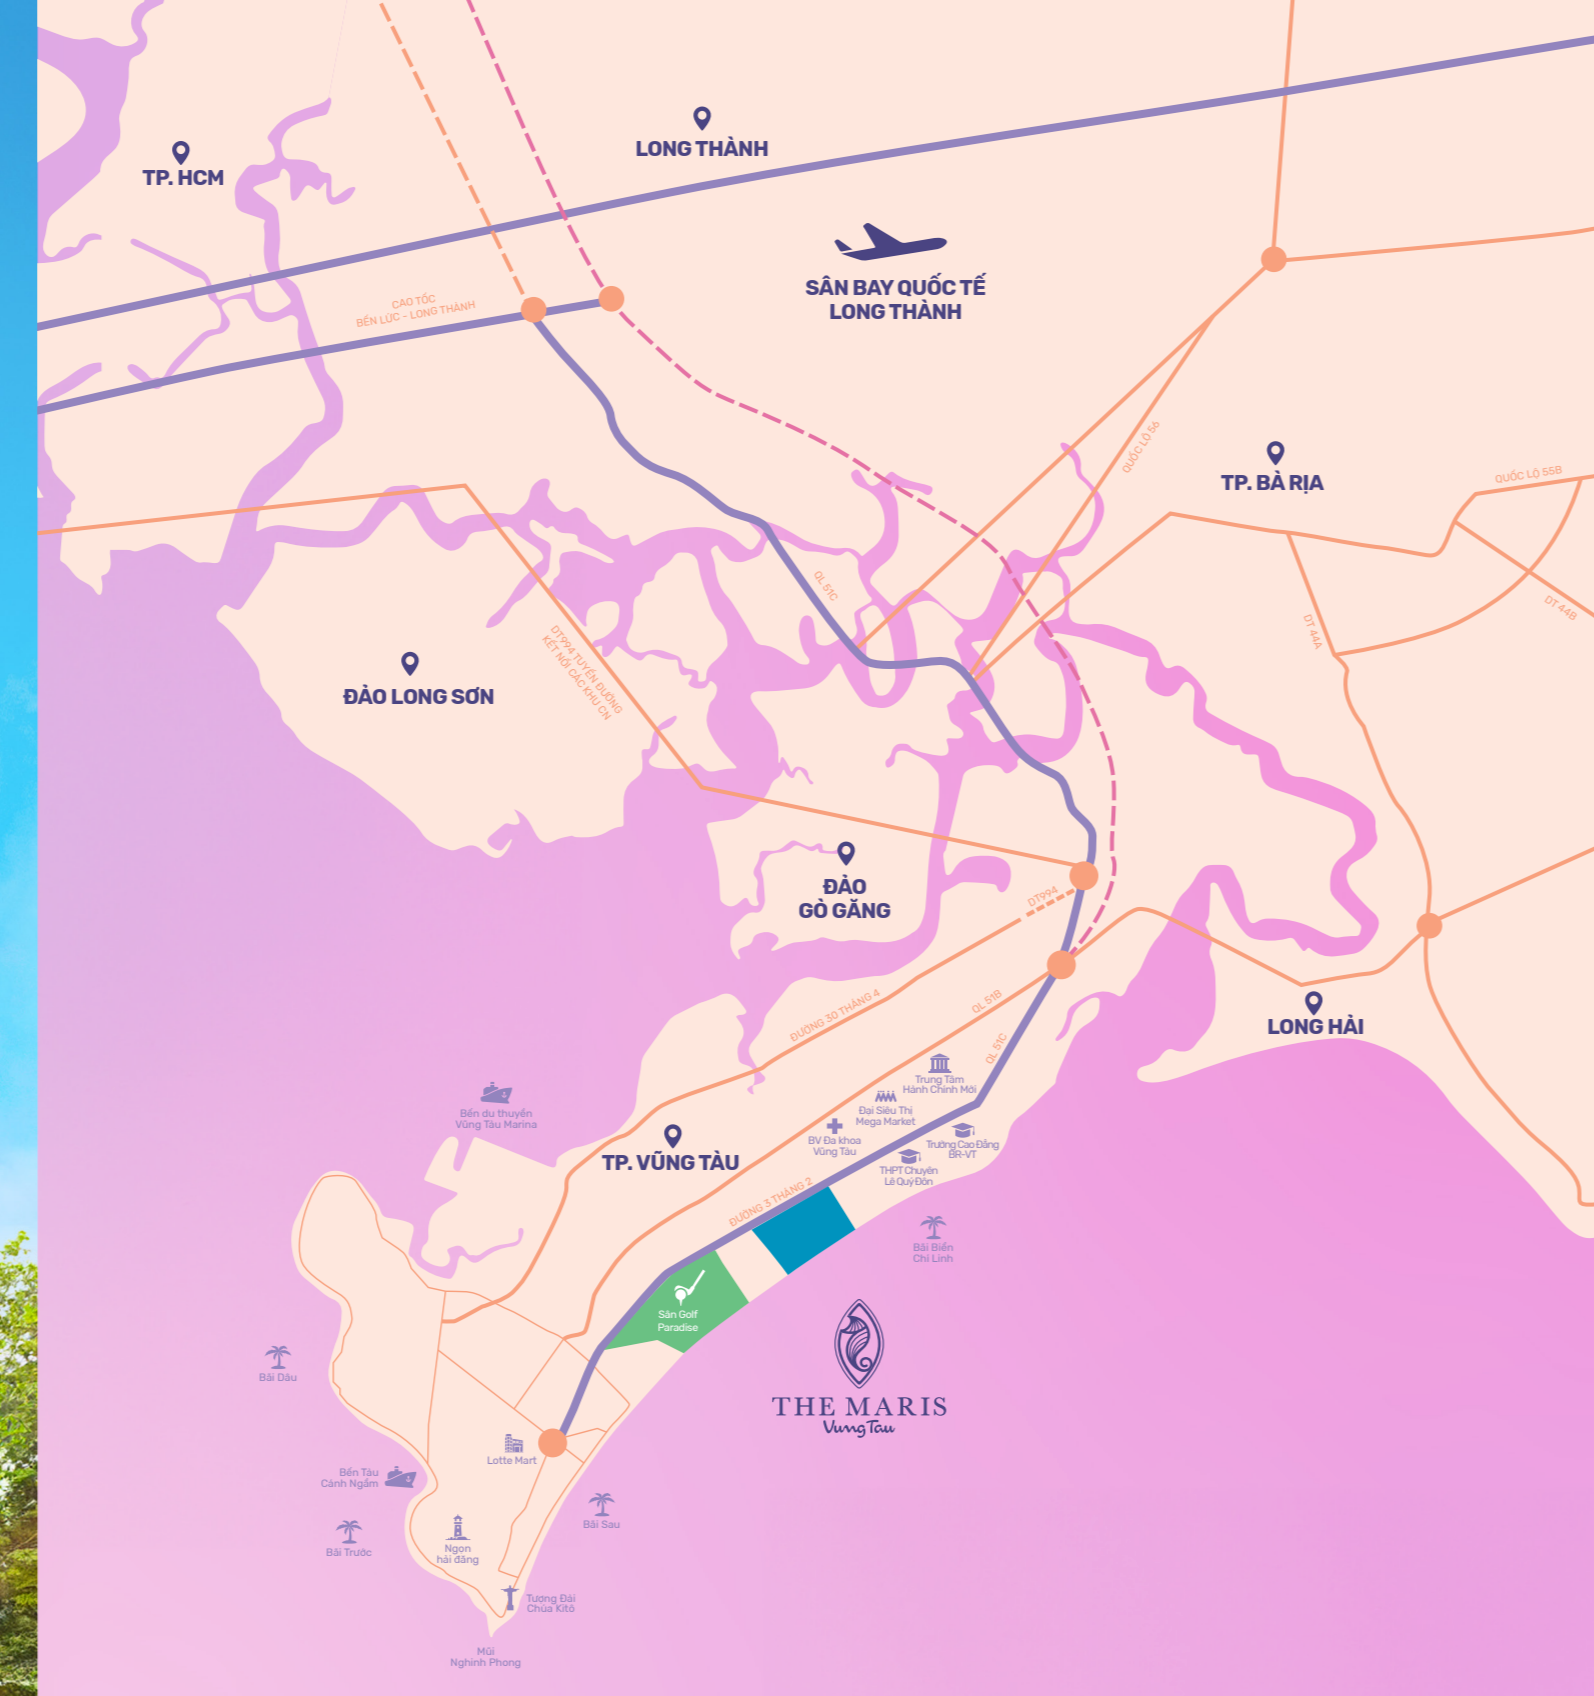 LONG THÀNH
TP. HCM
SÂN BAY QUỐC TẾ
LONG THÀNH
CAO TỐC
BẾN LỨC - LONG THÀNH
QUỐC LỘ 56
TP. BÀ RỊA
QUỐC LỘ 55B
QL 51C
DT 44B
DT 44A
DT994 TUYẾN ĐƯỜNG
KẾT NỐI CÁC KHU CN
ĐẢO LONG SƠN
ĐẢO
GÒ GĂNG
DT994
ĐƯỜNG 30 THÁNG 4
QL 51B
QL 51C
LONG HẢI
Trung Tâm
Hành Chính Mới
Đại Siêu Thị
Mega Market
BV Đa khoa
Vũng Tàu
Trường Cao Đẳng
BR-VT
THPT Chuyên
Lê Quý Đôn
Bến du thuyền
Vũng Tàu Marina
TP. VŨNG TÀU
ĐƯỜNG 3 THÁNG 2
Bãi Biển
Chí Linh
Sân Golf
Paradise
Bãi Dâu
THE MARIS
Vung Tau
Lotte Mart
Bến Tàu
Cánh Ngầm
Bãi Sau
Bãi Trước
Ngọn
hải đăng
Tượng Đài
Chúa Kitô
Mũi
Nghinh Phong